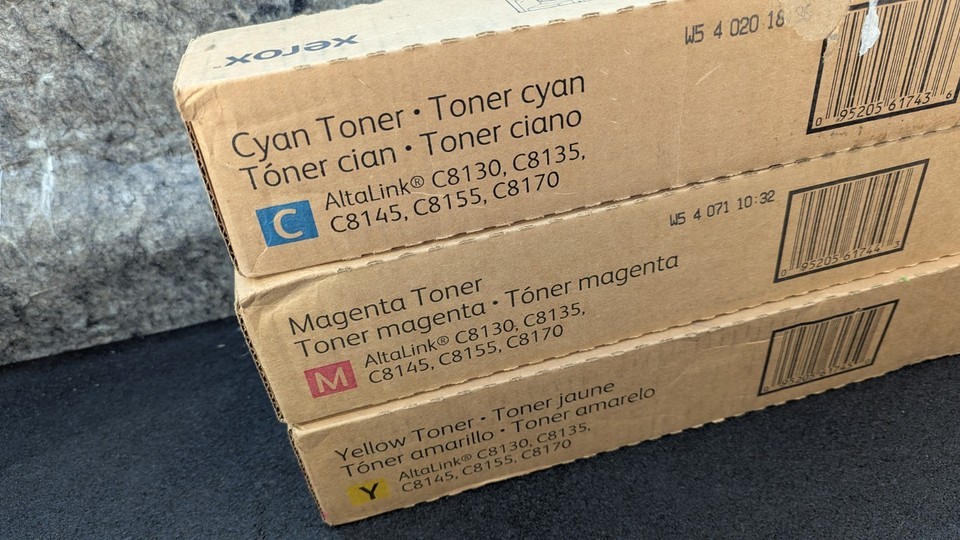 xerox
W5 4 020 18
Cyan Toner • Toner cyan
Tóner cian • Toner ciano
C
AltaLink® C8130, C8135,
C8145, C8155, C8170
0 95205 61743 6
W5 4 071 10:32
Magenta Toner
Toner magenta • Tóner magenta
M
AltaLink® C8130, C8135,
C8145, C8155, C8170
0 95205 61744 3
Yellow Toner • Toner jaune
Tóner amarillo • Toner amarelo
Y
AltaLink® C8130, C8135,
C8145, C8155, C8170